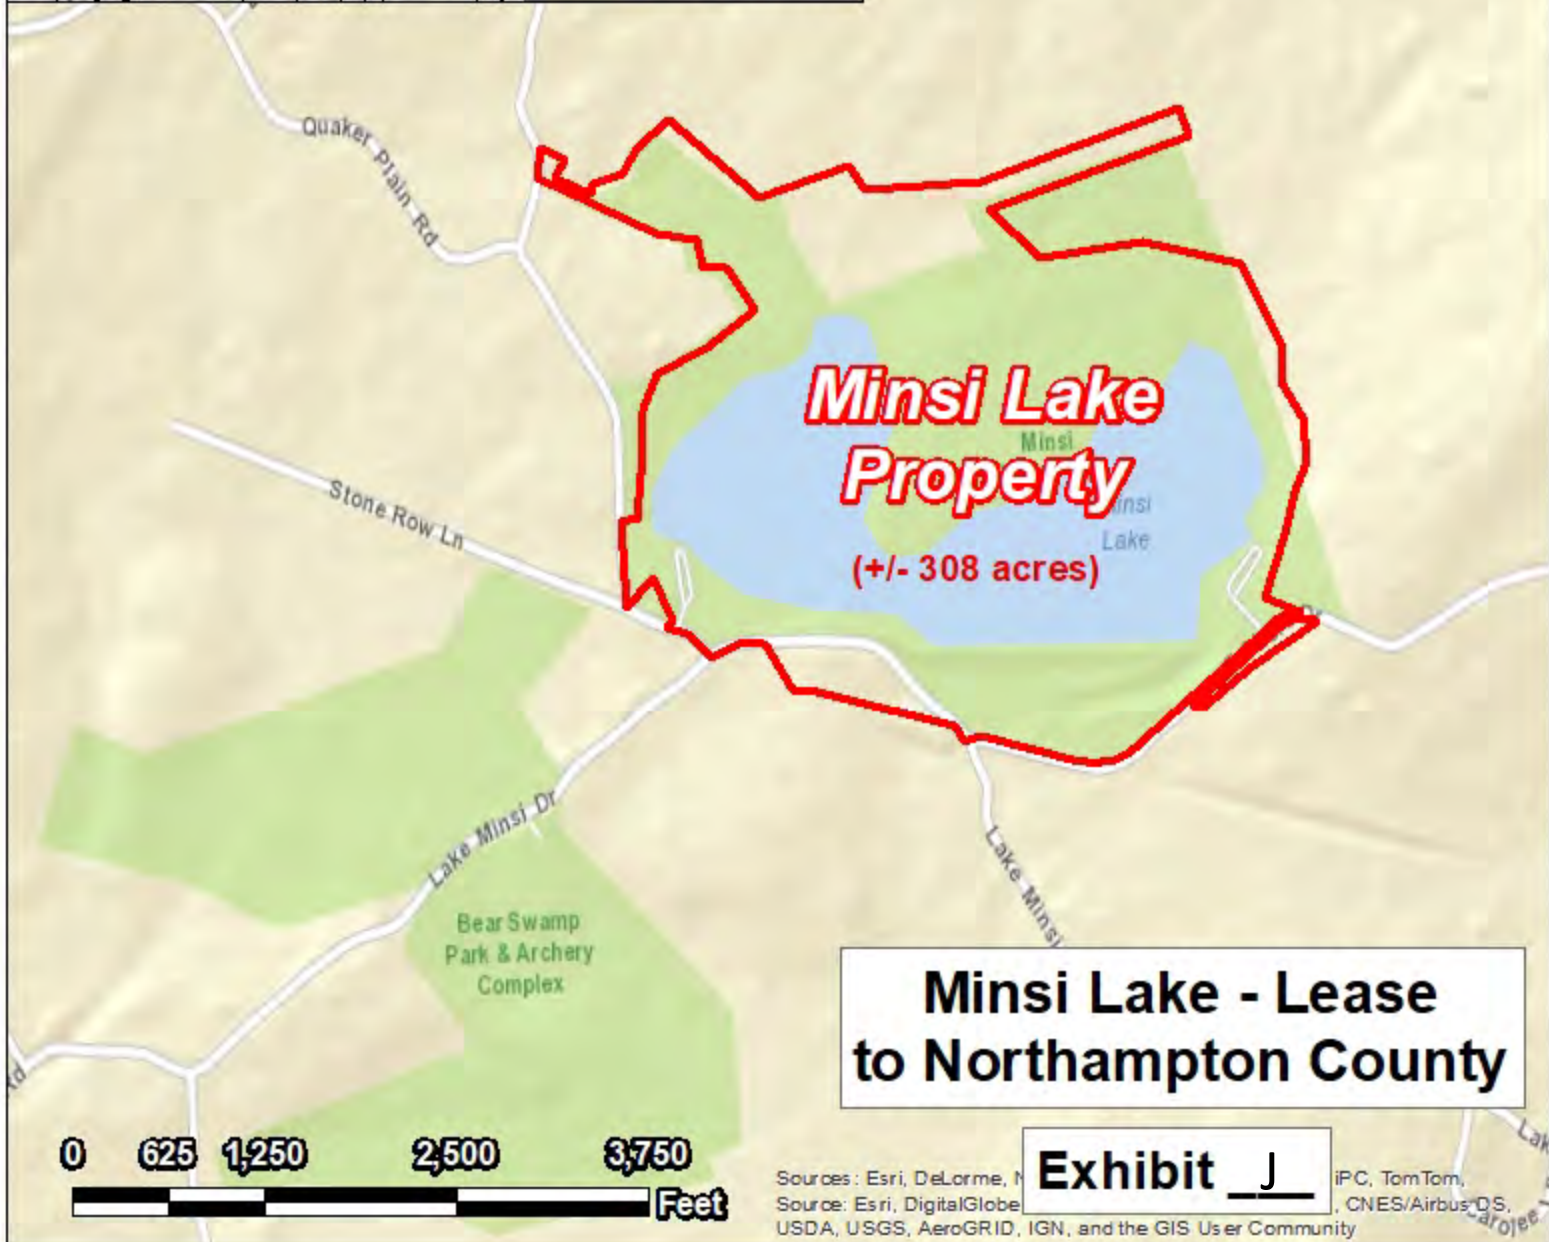 Quaker Plain Rd
Minsi Lake
Property
Minsi
Lake
(+/- 308 acres)
Stone Row Ln
Dr
Lake Minsi Dr
Lake Minsi
Bear Swamp
Park & Archery
Complex
Minsi Lake - Lease
to Northampton County
Rd
0 625 1,250 2,500 3,750
Feet
Exhibit __J__
Sources: Esri, DeLorme, iPC, TomTom,
Source: Esri, DigitalGlobe , CNES/Airbus DS,
USDA, USGS, AeroGRID, IGN, and the GIS User Community